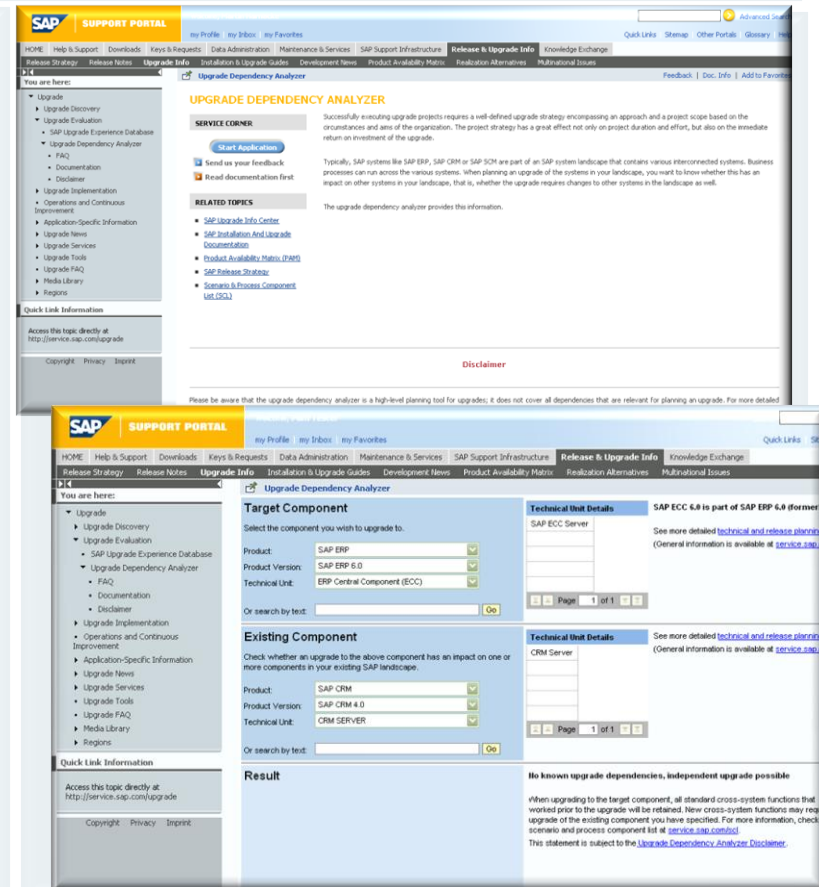 SAP SUPPORT PORTAL
Advanced Search
my Profile my Inbox my Favorites
Quick Links Sitemap Other Portals Glossary Help
HOME Help & Support Downloads Keys & Requests Data Administration Maintenance & Services SAP Support Infrastructure Release & Upgrade Info Knowledge Exchange
Release Strategy Release Notes Upgrade Info Installation & Upgrade Guides Development News Product Availability Matrix Realization Alternatives Multinational Issues
You are here:
Upgrade Dependency Analyzer
Feedback | Doc. Info | Add to Favorites
Upgrade
Upgrade Discovery
Upgrade Evaluation
SAP Upgrade Experience Database
Upgrade Dependency Analyzer
FAQ
Documentation
Disclaimer
Upgrade Implementation
Operations and Continuous
Improvement
Application-Specific Information
Upgrade News
Upgrade Services
Upgrade Tools
Upgrade FAQ
Media Library
Regions
Quick Link Information
Access this topic directly at
http://service.sap.com/upgrade
Copyright Privacy Imprint
UPGRADE DEPENDENCY ANALYZER
SERVICE CORNER
Start Application
Send us your feedback
Read documentation first
RELATED TOPICS
SAP Upgrade Info Center
SAP Installation And Upgrade
Documentation
Product Availability Matrix (PAM)
SAP Release Strategy
Scenario & Process Component
List (SCL)
Successfully executing upgrade projects requires a well-defined upgrade strategy encompassing an approach and a project scope based on the
circumstances and aims of the organization. The project strategy has a great effect not only on project duration and effort, but also on the immediate
return on investment of the upgrade.
Typically, SAP systems like SAP ERP, SAP CRM or SAP SCM are part of an SAP system landscape that contains various interconnected systems. Business
processes can run across the various systems. When planning an upgrade of the systems in your landscape, you want to know whether this has an
impact on other systems in your landscape, that is, whether the upgrade requires changes to other systems in the landscape as well.
The upgrade dependency analyzer provides this information.
Disclaimer
Please be aware that the upgrade dependency analyzer is a high-level planning tool for upgrades; it does not cover all dependencies that are relevant for planning an upgrade. For more detailed
SAP SUPPORT PORTAL
my Profile my Inbox my Favorites
Quick Links
HOME Help & Support Downloads Keys & Requests Data Administration Maintenance & Services SAP Support Infrastructure Release & Upgrade Info Knowledge Exchange
Release Strategy Release Notes Upgrade Info Installation & Upgrade Guides Development News Product Availability Matrix Realization Alternatives Multinational Issues
You are here:
Upgrade Dependency Analyzer
Upgrade
Upgrade Discovery
Upgrade Evaluation
SAP Upgrade Experience Database
Upgrade Dependency Analyzer
FAQ
Documentation
Disclaimer
Upgrade Implementation
Operations and Continuous
Improvement
Application-Specific Information
Upgrade News
Upgrade Services
Upgrade Tools
Upgrade FAQ
Media Library
Regions
Quick Link Information
Access this topic directly at
http://service.sap.com/upgrade
Copyright Privacy Imprint
Target Component
Select the component you wish to upgrade to.
Product: SAP ERP
Product Version: SAP ERP 6.0
Technical Unit: ERP Central Component (ECC)
Or search by text: Go
Technical Unit Details
SAP ECC Server
Page 1 of 1
SAP ECC 6.0 is part of SAP ERP 6.0 (former
See more detailed technical and release plannin
(General information is available at service.sap.
Existing Component
Check whether an upgrade to the above component has an impact on one or
more components in your existing SAP landscape.
Product: SAP CRM
Product Version: SAP CRM 4.0
Technical Unit: CRM SERVER
Or search by text: Go
Technical Unit Details
CRM Server
Page 1 of 1
See more detailed technical and release plannin
(General information is available at service.sap.
Result
No known upgrade dependencies, independent upgrade possible
When upgrading to the target component, all standard cross-system functions that
worked prior to the upgrade will be retained. New cross-system functions may req
upgrade of the existing component you have specified. For more information, check
scenario and process component list at service.sap.com/scl.
This statement is subject to the Upgrade Dependency Analyzer Disclaimer.